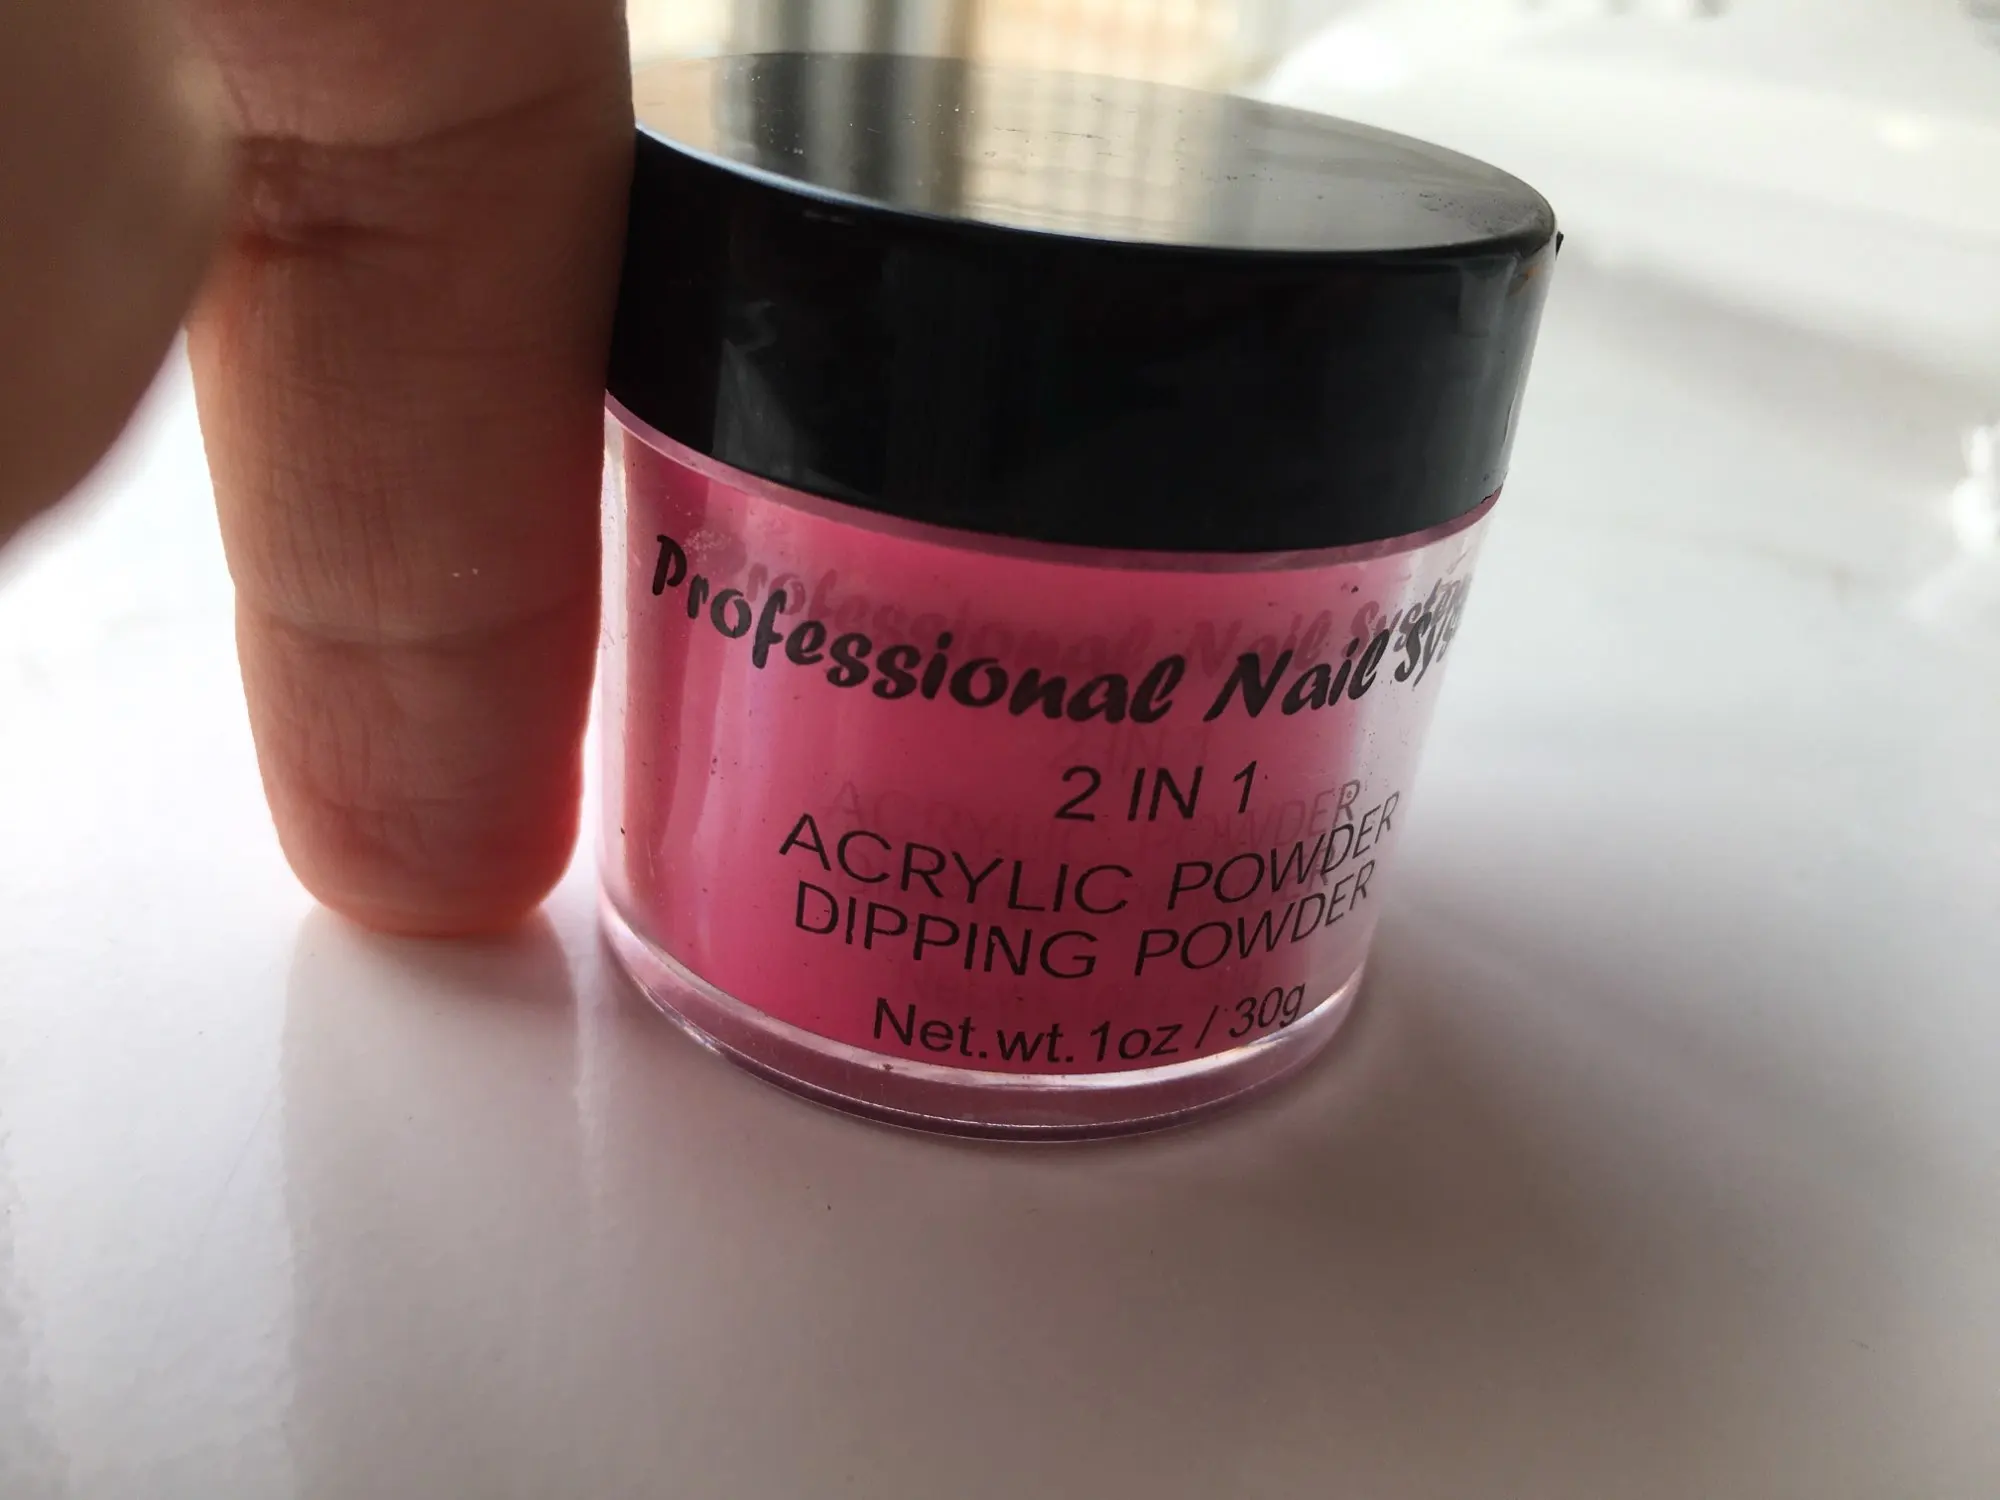 Professional Nail Sys
2 IN 1
ACRYLIC POWDER
DIPPING POWDER
Net.wt.1oz / 30g